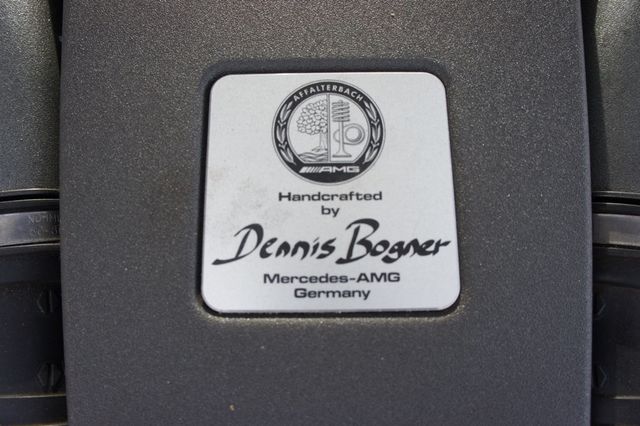 AFFALTERBACH
AMG
Handcrafted
by
Dennis Bogner
Mercedes-AMG
Germany